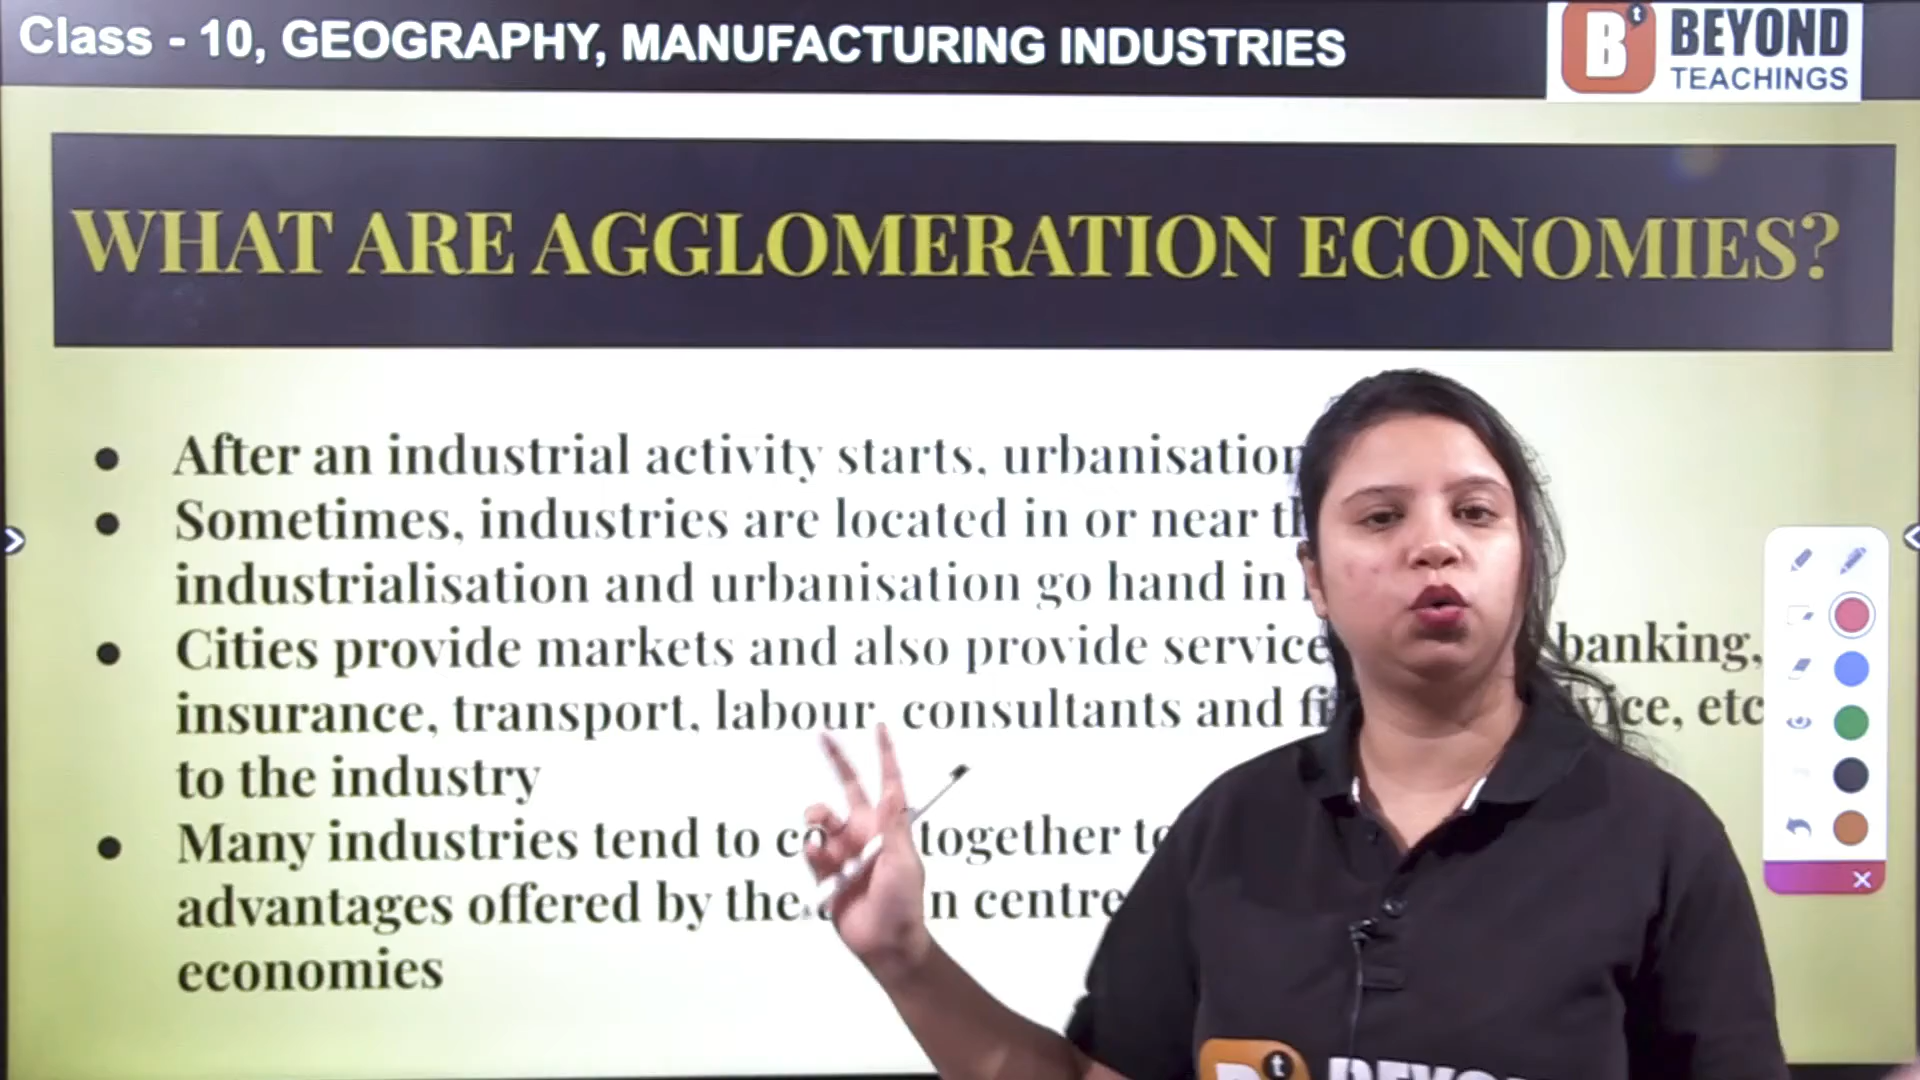 Class - 10, GEOGRAPHY, MANUFACTURING INDUSTRIES
Bt BEYOND
TEACHINGS
WHAT ARE AGGLOMERATION ECONOMIES?
● After an industrial activity starts, urbanisation
● Sometimes, industries are located in or near
industrialisation and urbanisation go hand in
● Cities provide markets and also provide banking,
insurance, transport, labour, consultants and etc
to the industry
● Many industries tend to together
advantages offered by the centre
economies
Bt